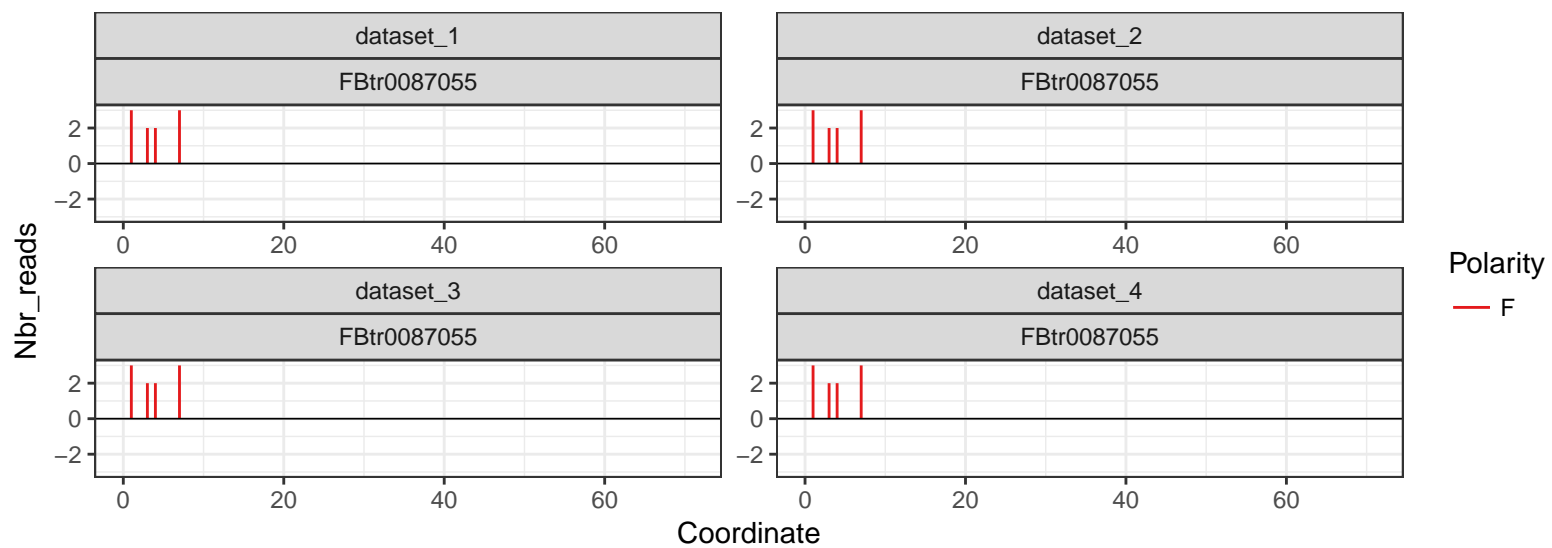 dataset_1
dataset_2
FBtr0087055
FBtr0087055
2
0
−2
2
0
−2
0 20 40 60
0 20 40 60
dataset_3
dataset_4
FBtr0087055
FBtr0087055
2
0
−2
2
0
−2
0 20 40 60
0 20 40 60
Coordinate
Nbr_reads
Polarity
F